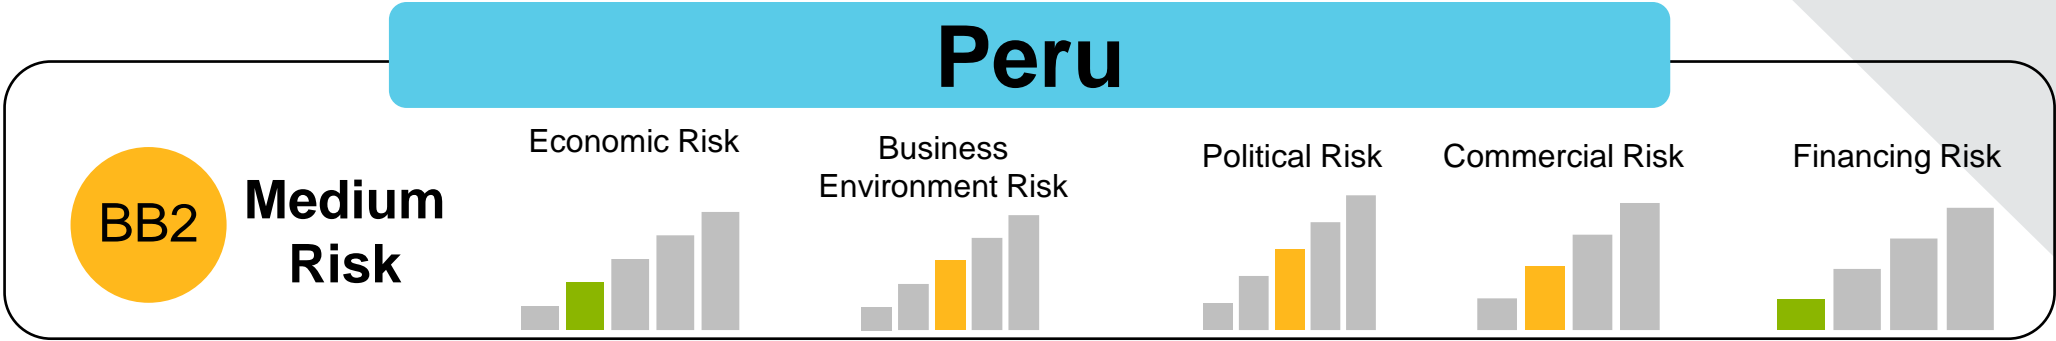 Peru
BB2
Medium
Risk
Economic Risk
Business
Environment Risk
Political Risk
Commercial Risk
Financing Risk